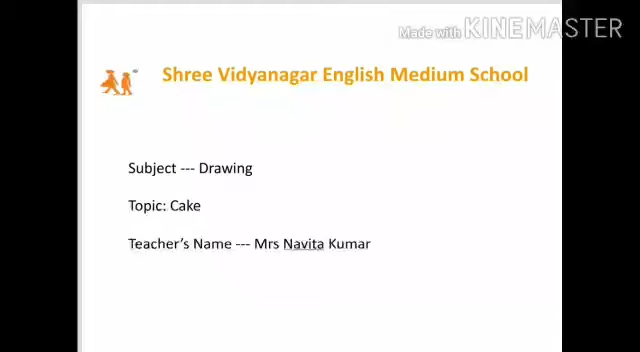 Made with KINEMASTER
Shree Vidyanagar English Medium School
Subject --- Drawing
Topic: Cake
Teacher's Name --- Mrs Navita Kumar